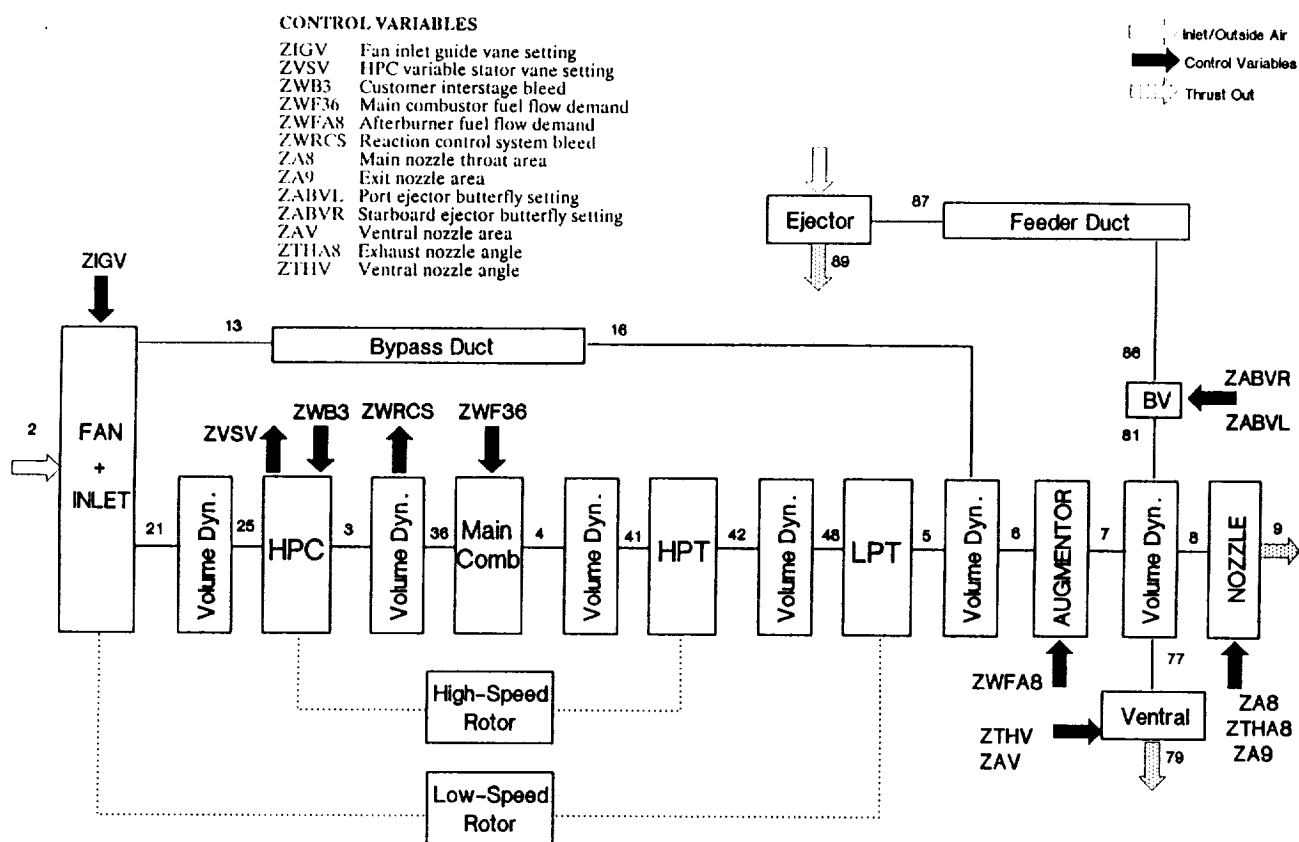 CONTROL VARIABLES
ZIGV Fan inlet guide vane setting
ZVSV HPC variable stator vane setting
ZWB3 Customer interstage bleed
ZWF36 Main combustor fuel flow demand
ZWFA8 Afterburner fuel flow demand
ZWRCS Reaction control system bleed
ZA8 Main nozzle throat area
ZA9 Exit nozzle area
ZABVL Port ejector butterfly setting
ZABVR Starboard ejector butterfly setting
ZAV Ventral nozzle area
ZTHA8 Exhaust nozzle angle
ZTHV Ventral nozzle angle
Inlet/Outside Air
Control Variables
Thrust Out
Ejector
87
Feeder Duct
89
ZIGV
13
Bypass Duct
16
86
BV
ZABVR
ZABVL
81
2
FAN
+
INLET
ZVSV
ZWB3
ZWRCS
ZWF36
21
Volume Dyn.
25
HPC
3
Volume Dyn.
36
Main
Comb
4
Volume Dyn.
41
HPT
42
Volume Dyn.
48
LPT
5
Volume Dyn.
6
AUGMENTOR
7
Volume Dyn.
8
NOZZLE
9
77
ZWFA8
High-Speed
Rotor
ZTHV
ZAV
Ventral
79
ZA8
ZTHA8
ZA9
Low-Speed
Rotor